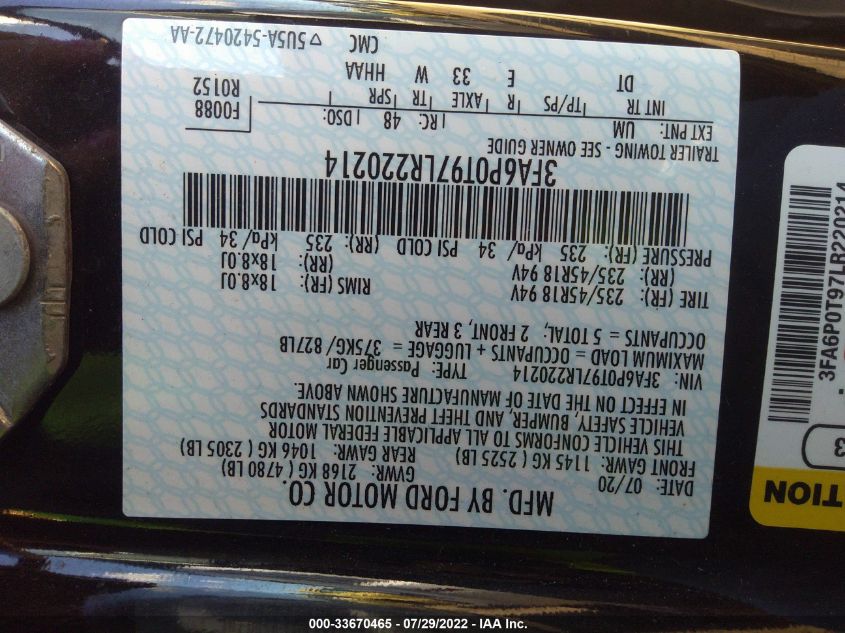 MFD. BY FORD MOTOR CO.
DATE: 07/20 GVWR: 2168 KG ( 4780 LB)
FRONT GAWR: 1145 KG ( 2525 LB) REAR GAWR: 1046 KG ( 2305 LB)
THIS VEHICLE CONFORMS TO ALL APPLICABLE FEDERAL MOTOR
VEHICLE SAFETY, BUMPER, AND THEFT PREVENTION STANDARDS
IN EFFECT ON THE DATE OF MANUFACTURE SHOWN ABOVE.
VIN: 3FA6P0T97LR220214 TYPE: Passenger Car
MAXIMUM LOAD = OCCUPANTS + LUGGAGE = 375KG/ 827LB
OCCUPANTS = 5 TOTAL: 2 FRONT, 3 REAR
TIRE 235/45R18 94V RIMS (FR): 18x8.0J
(RR) : 235/45R18 94V (RR): 18x8.0J
PRESSURE (FR): 235 kPa/ 34 PSI COLD (RR): 235 kPa/ 34 PSI COLD
3FA6P0T97LR220214
TRAILER TOWING - SEE OWNER GUIDE
EXT PNT: UM RC: 48 DSO: F0088
INT TR TP/PS R AXLE TR SPR R0152
DT E 33 W HHAA
CMC ▽ 5U5A-5420472-AA
TION
3
3FA6P0T97LR220214
000-33670465 - 07/29/2022 - IAA Inc.